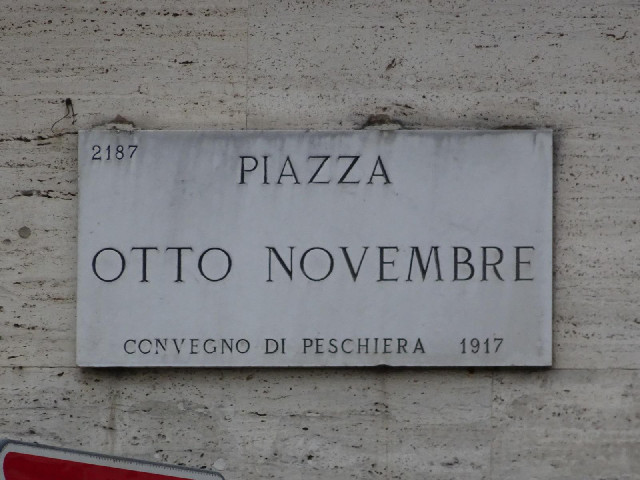 2187
PIAZZA
OTTO NOVEMBRE
CONVEGNO DI PESCHIERA 1917